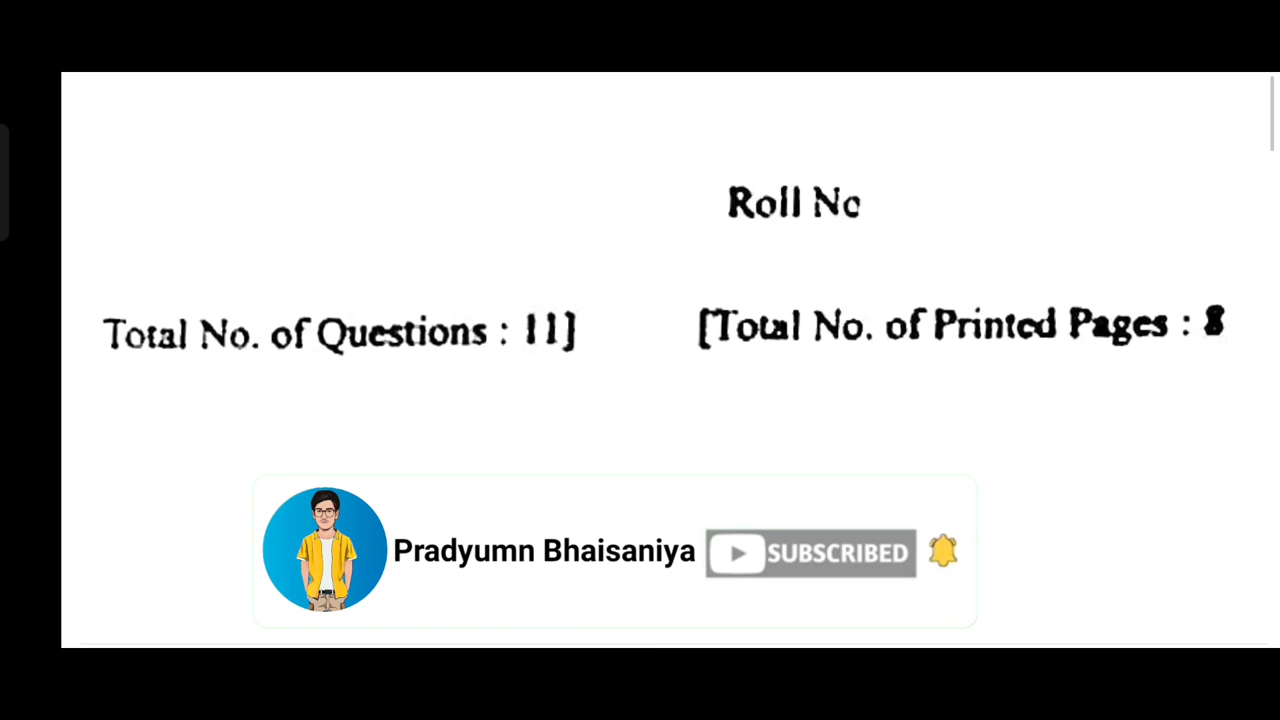 Roll No
Total No. of Questions : 11]
[Total No. of Printed Pages : 8
Pradyumn Bhaisaniya
SUBSCRIBED